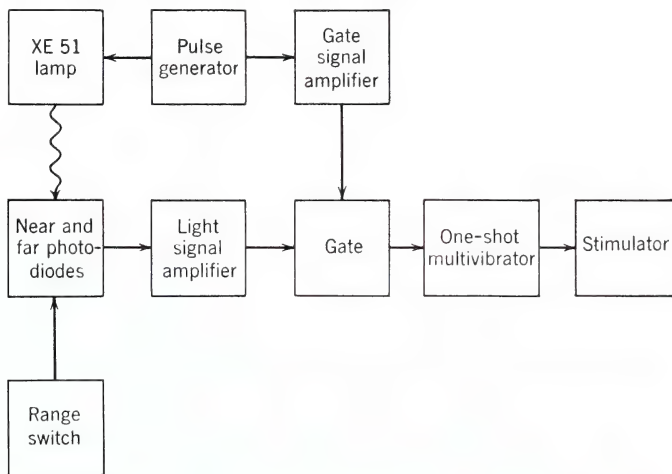 XE 51
lamp
Pulse
generator
Gate
signal
amplifier
Near and
far photo-
diodes
Light
signal
amplifier
Gate
One-shot
multivibrator
Stimulator
Range
switch